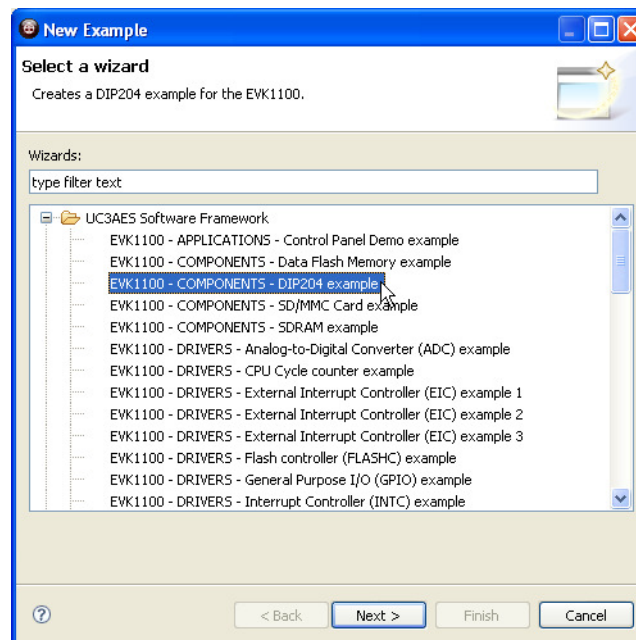 New Example
Select a wizard
Creates a DIP204 example for the EVK1100.
Wizards:
type filter text
UC3AES Software Framework
EVK1100 - APPLICATIONS - Control Panel Demo example
EVK1100 - COMPONENTS - Data Flash Memory example
EVK1100 - COMPONENTS - DIP204 example
EVK1100 - COMPONENTS - SD/MMC Card example
EVK1100 - COMPONENTS - SDRAM example
EVK1100 - DRIVERS - Analog-to-Digital Converter (ADC) example
EVK1100 - DRIVERS - CPU Cycle counter example
EVK1100 - DRIVERS - External Interrupt Controller (EIC) example 1
EVK1100 - DRIVERS - External Interrupt Controller (EIC) example 2
EVK1100 - DRIVERS - External Interrupt Controller (EIC) example 3
EVK1100 - DRIVERS - Flash controller (FLASHC) example
EVK1100 - DRIVERS - General Purpose I/O (GPIO) example
EVK1100 - DRIVERS - Interrupt Controller (INTC) example
? < Back Next > Finish Cancel